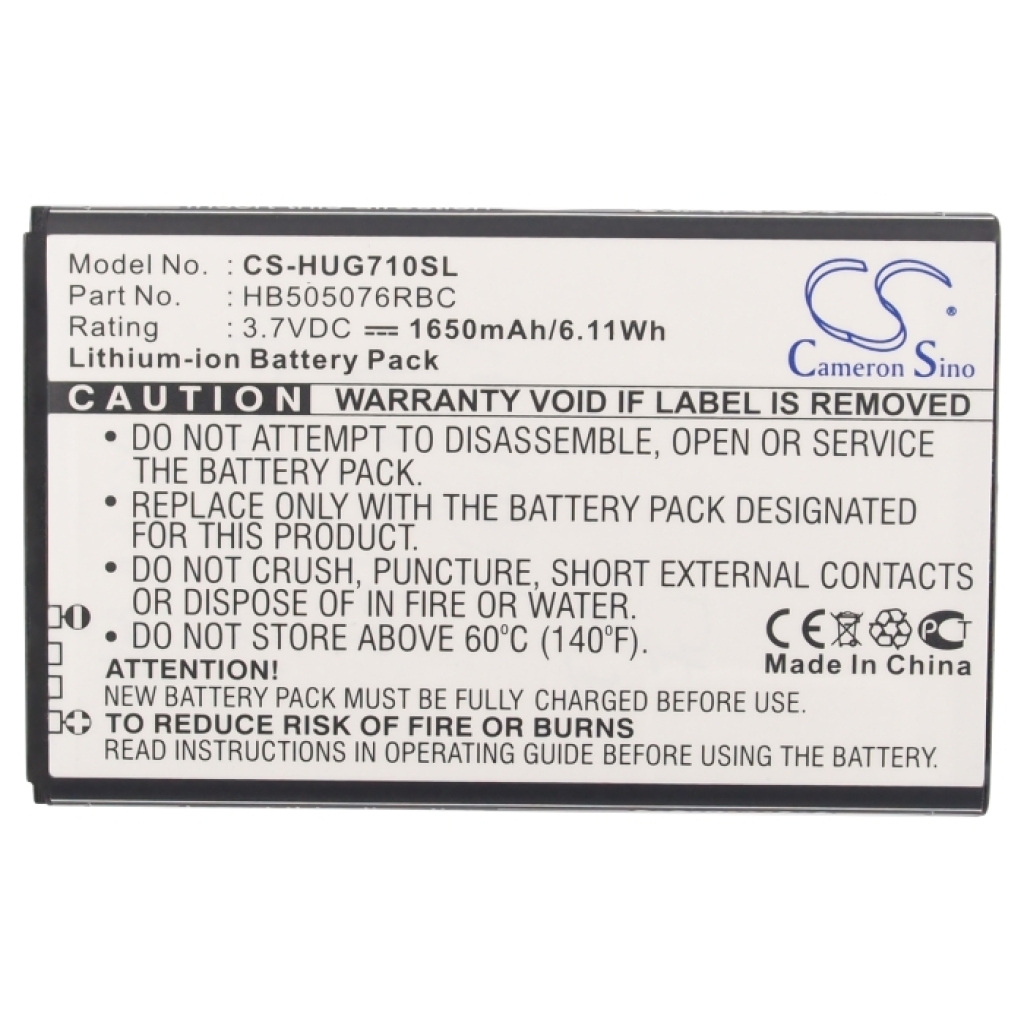 Model No. : CS-HUG710SL
Part No. : HB505076RBC
Rating : 3.7VDC 1650mAh/6.11Wh
Lithium-ion Battery Pack
CS ®
Cameron Sino
CAUTION WARRANTY VOID IF LABEL IS REMOVED
• DO NOT ATTEMPT TO DISASSEMBLE, OPEN OR SERVICE
THE BATTERY PACK.
• REPLACE ONLY WITH THE BATTERY PACK DESIGNATED
FOR THIS PRODUCT.
• DO NOT CRUSH, PUNCTURE, SHORT EXTERNAL CONTACTS
OR DISPOSE OF IN FIRE OR WATER.
• DO NOT STORE ABOVE 60°C (140°F).
CE PCT
Made In China
ATTENTION!
NEW BATTERY PACK MUST BE FULLY CHARGED BEFORE USE.
TO REDUCE RISK OF FIRE OR BURNS
READ INSTRUCTIONS IN OPERATING GUIDE BEFORE USING THE BATTERY.